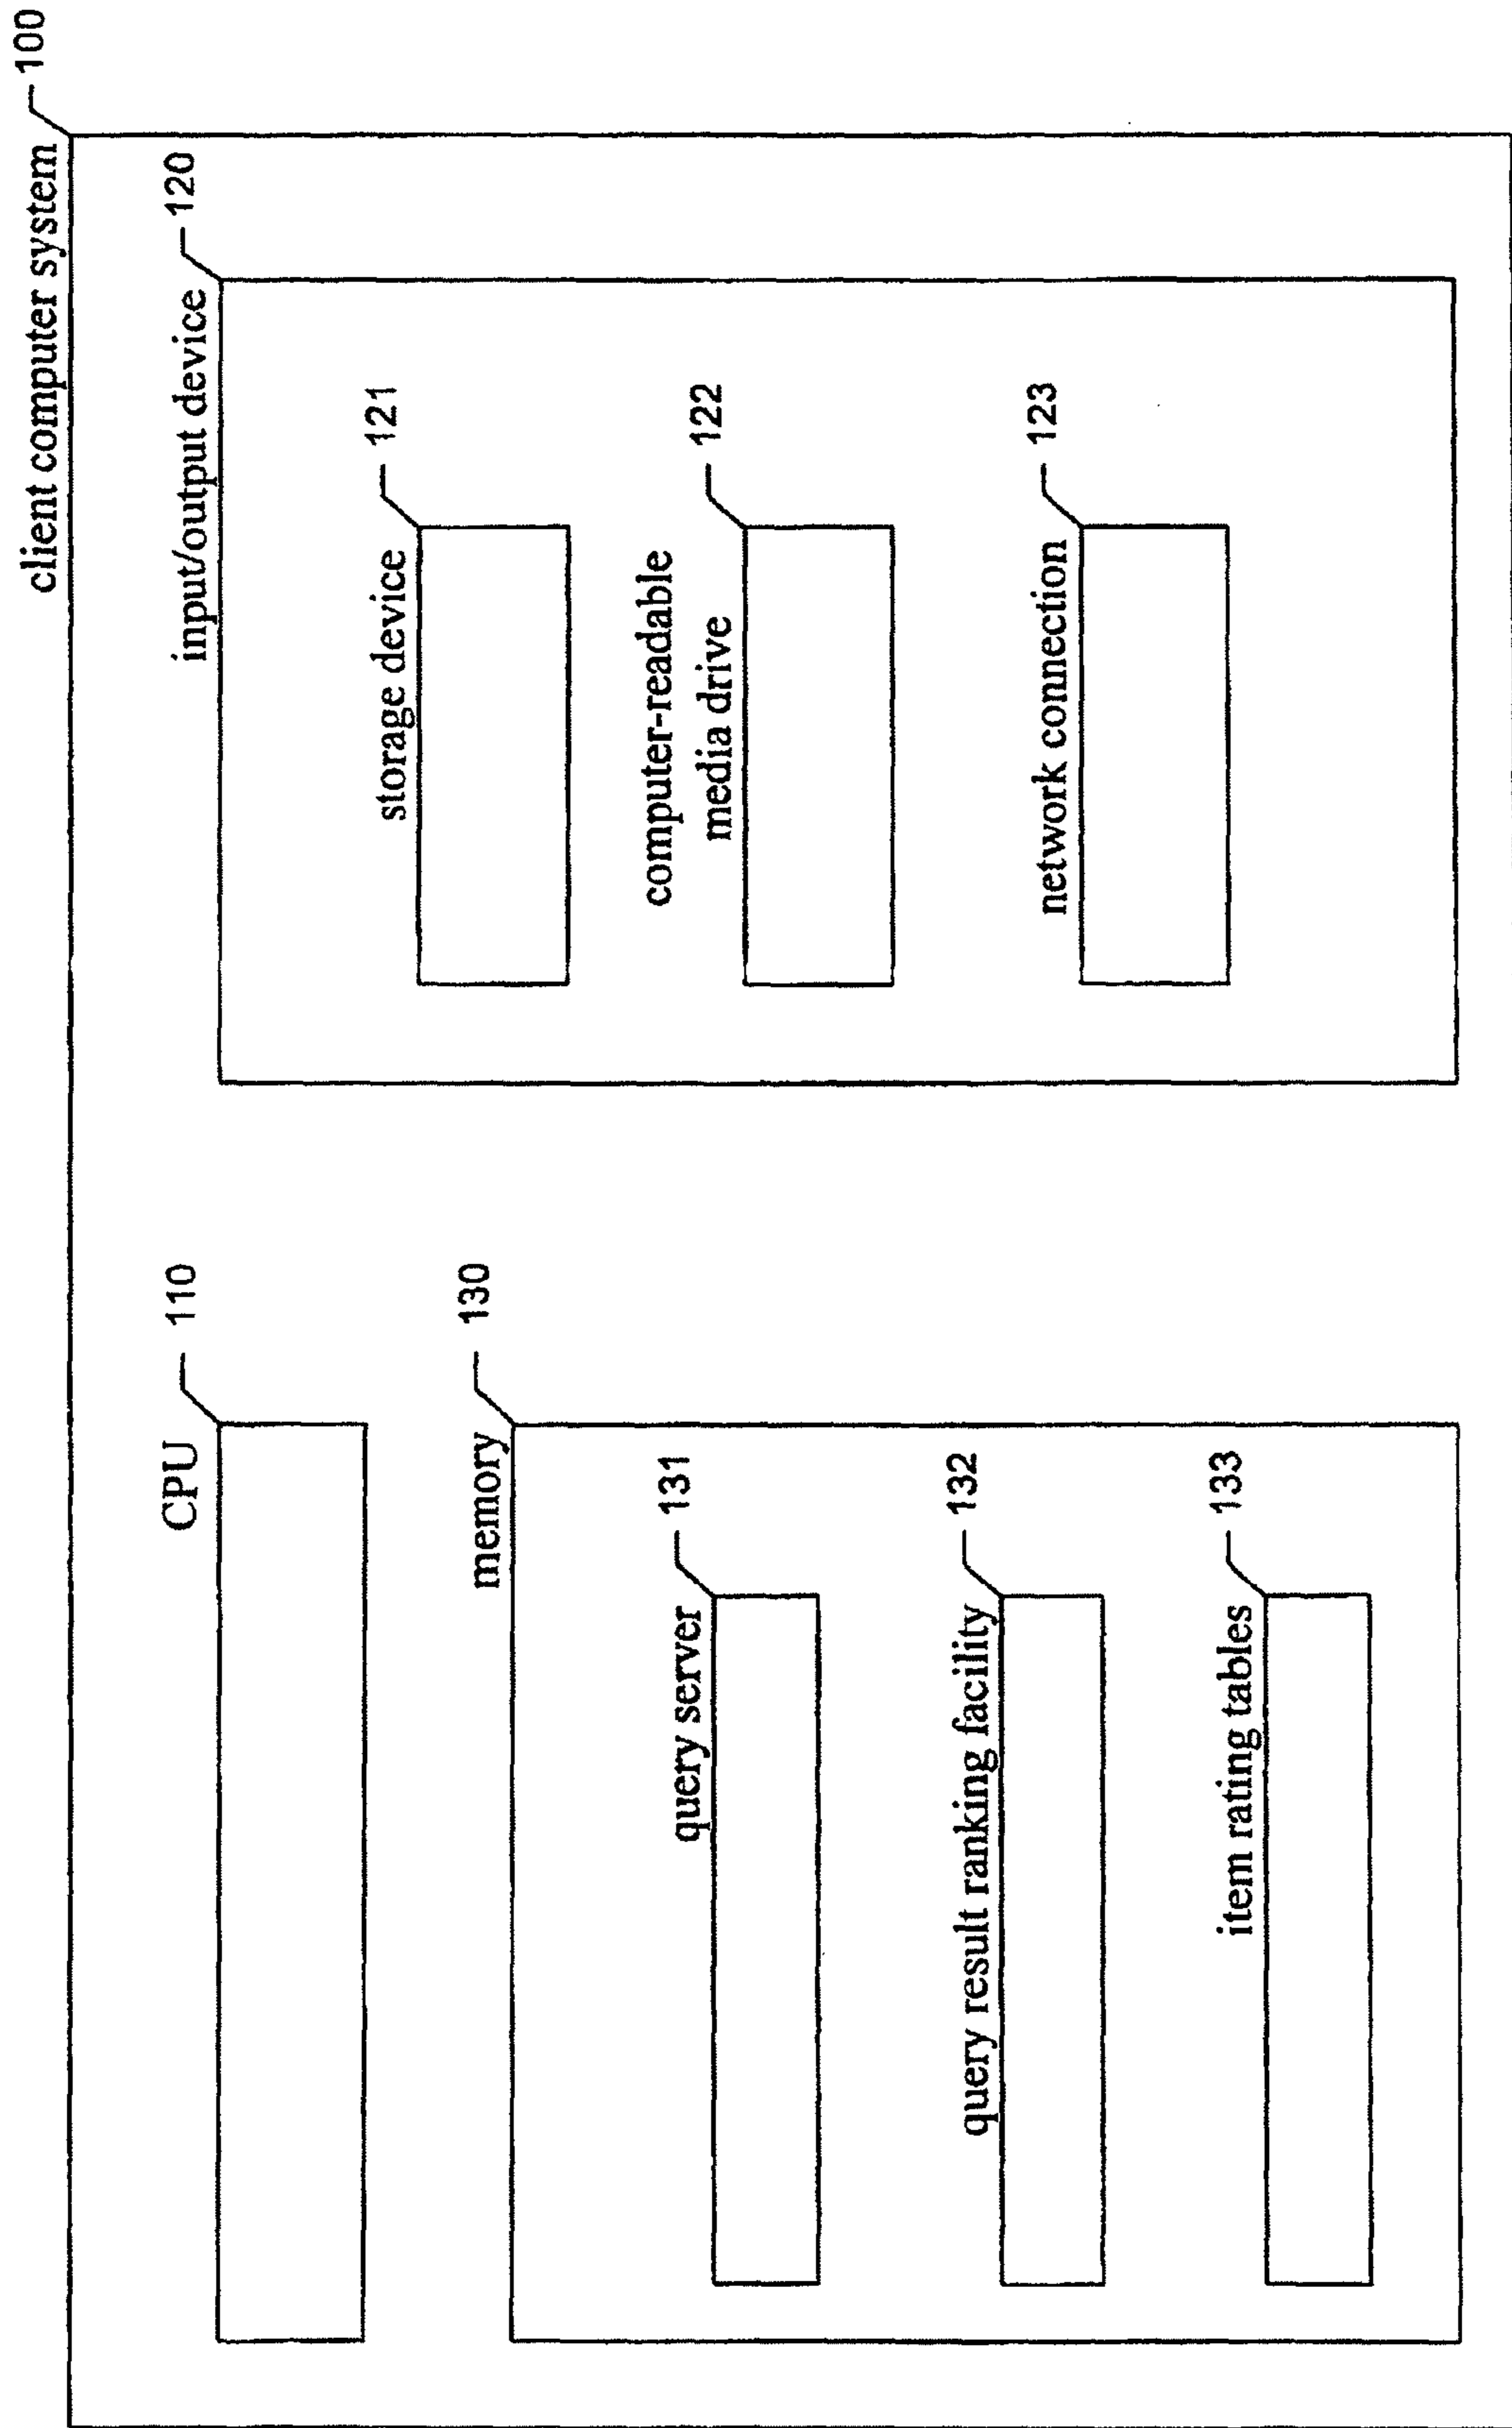 client computer system
100
CPU
110
memory
130
query server
131
query result ranking facility
132
item rating tables
133
input/output device
120
storage device
121
computer-readable
media drive
122
network connection
123